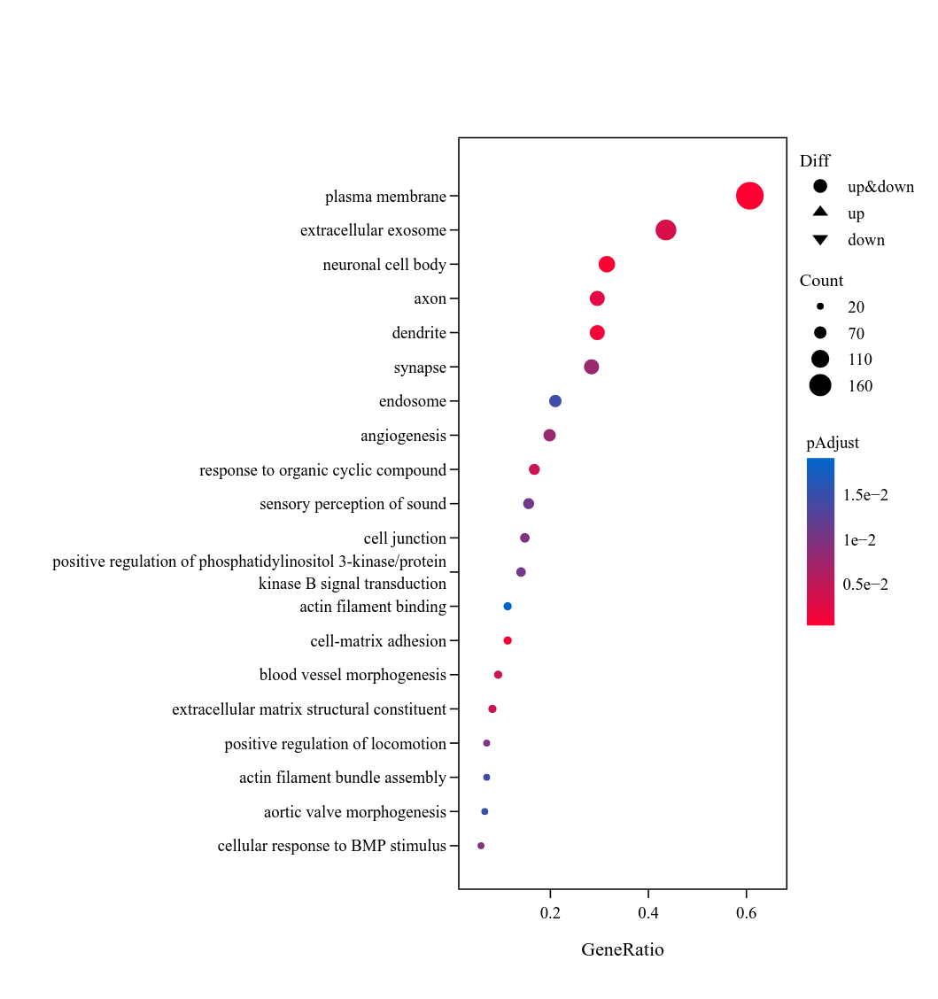 plasma membrane
extracellular exosome
neuronal cell body
axon
dendrite
synapse
endosome
angiogenesis
response to organic cyclic compound
sensory perception of sound
cell junction
positive regulation of phosphatidylinositol 3-kinase/protein
kinase B signal transduction
actin filament binding
cell-matrix adhesion
blood vessel morphogenesis
extracellular matrix structural constituent
positive regulation of locomotion
actin filament bundle assembly
aortic valve morphogenesis
cellular response to BMP stimulus
0.2 0.4 0.6
GeneRatio
Diff
up&down
up
down
Count
20
70
110
160
pAdjust
1.5e−2
1e−2
0.5e−2